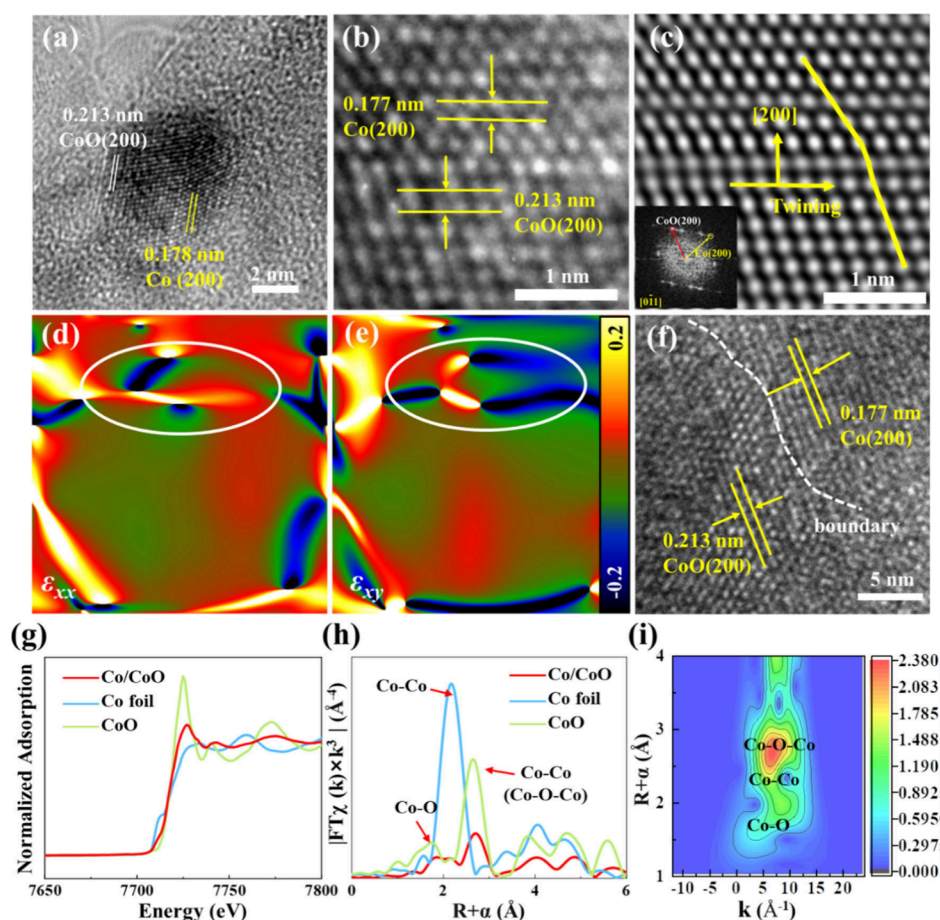 (a)
0.213 nm
CoO(200)
0.178 nm
Co (200)
2 nm
(b)
0.177 nm
Co(200)
0.213 nm
CoO(200)
1 nm
(c)
[200]
Twining
CoO(200)
Co(200)
[01̄1]
1 nm
(d)
εxx
(e)
εxy
0.2
-0.2
(f)
0.177 nm
Co(200)
boundary
0.213 nm
CoO(200)
5 nm
(g)
Normalized Adsorption
Co/CoO
Co foil
CoO
7650 7700 7750 7800
Energy (eV)
(h)
|FTχ (k)×k³ | (Å⁻⁴)
Co-Co
Co/CoO
Co foil
CoO
Co-O
Co-Co
(Co-O-Co)
0 2 4 6
R+α (Å)
(i)
R+α (Å)
4
3
2
1
Co-O-Co
Co-Co
Co-O
-10 -5 0 5 10 15 20
k (Å⁻¹)
2.380
1.785
1.488
1.190
0.8925
0.5950
0.2975
0.000